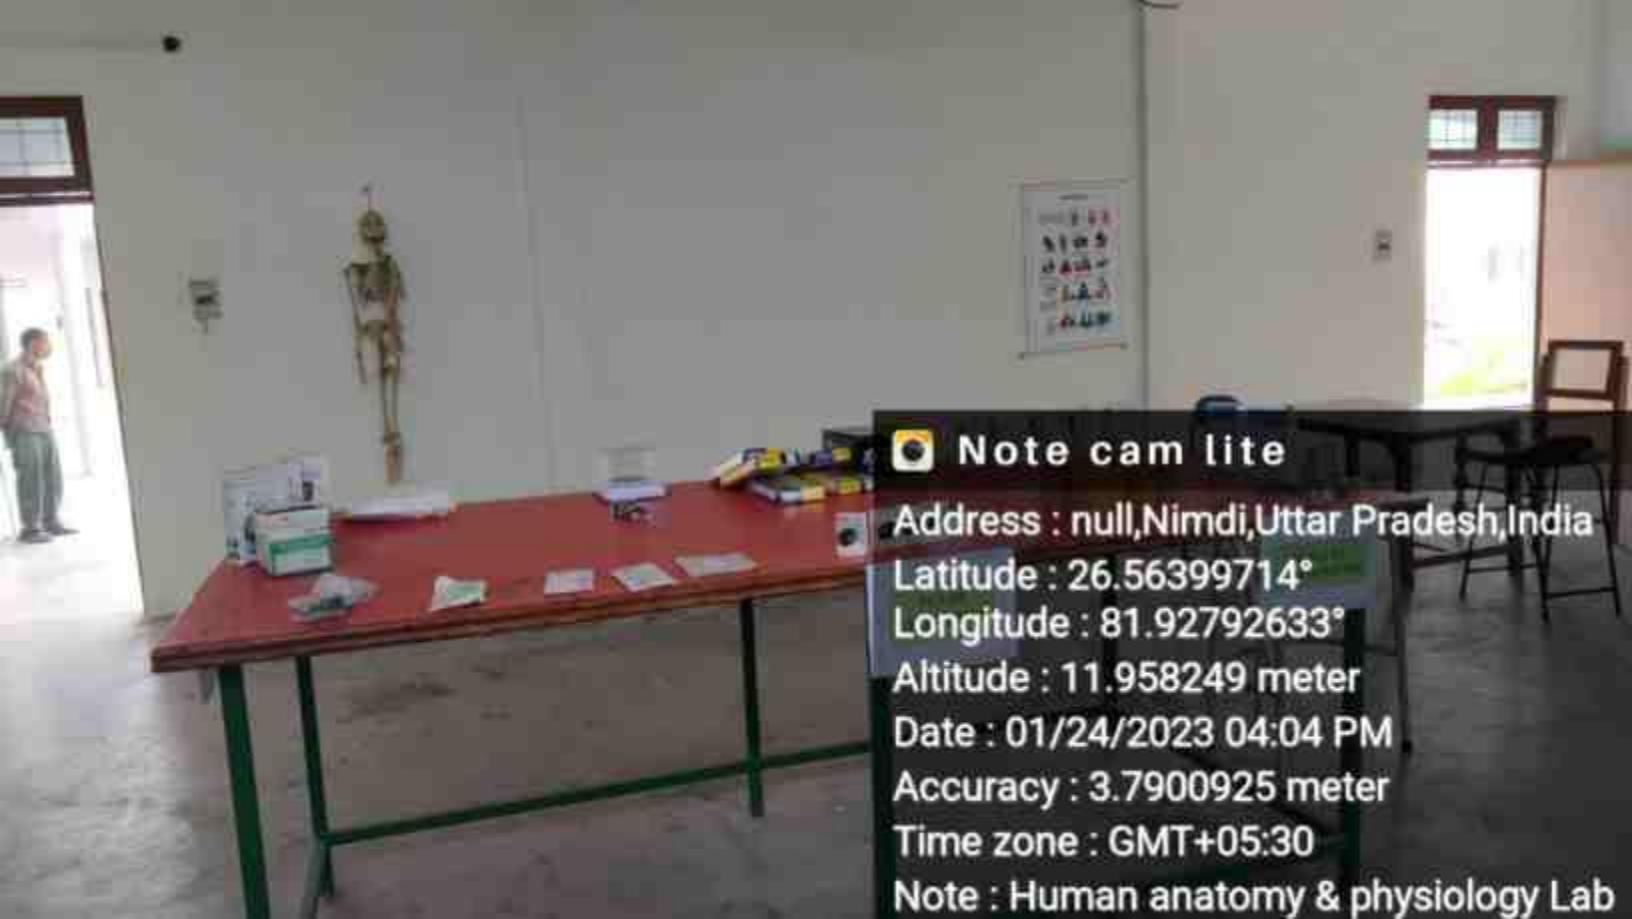 Note cam lite
Address : null,Nimdi,Uttar Pradesh,India
Latitude : 26.56399714°
Longitude : 81.92792633°
Altitude : 11.958249 meter
Date : 01/24/2023 04:04 PM
Accuracy : 3.7900925 meter
Time zone : GMT+05:30
Note : Human anatomy & physiology Lab